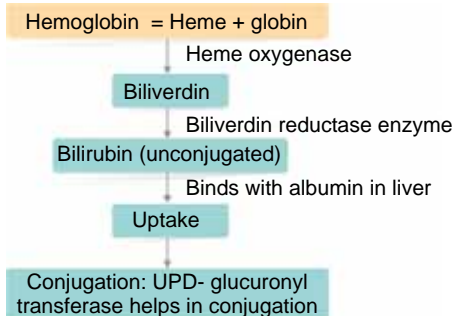 Hemoglobin = Heme + globin
Heme oxygenase
Biliverdin
Biliverdin reductase enzyme
Bilirubin (unconjugated)
Binds with albumin in liver
Uptake
Conjugation: UPD- glucuronyl
transferase helps in conjugation